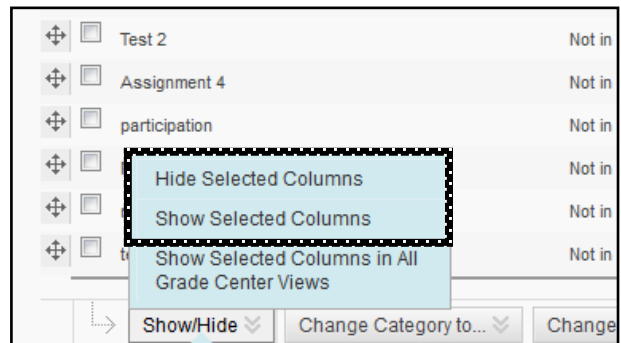 Test 2 Not in
Assignment 4 Not in
participation Not in
Not in
Hide Selected Columns
Not in
Show Selected Columns
Not in
Show Selected Columns in All
Grade Center Views
Show/Hide Change Category to... Change